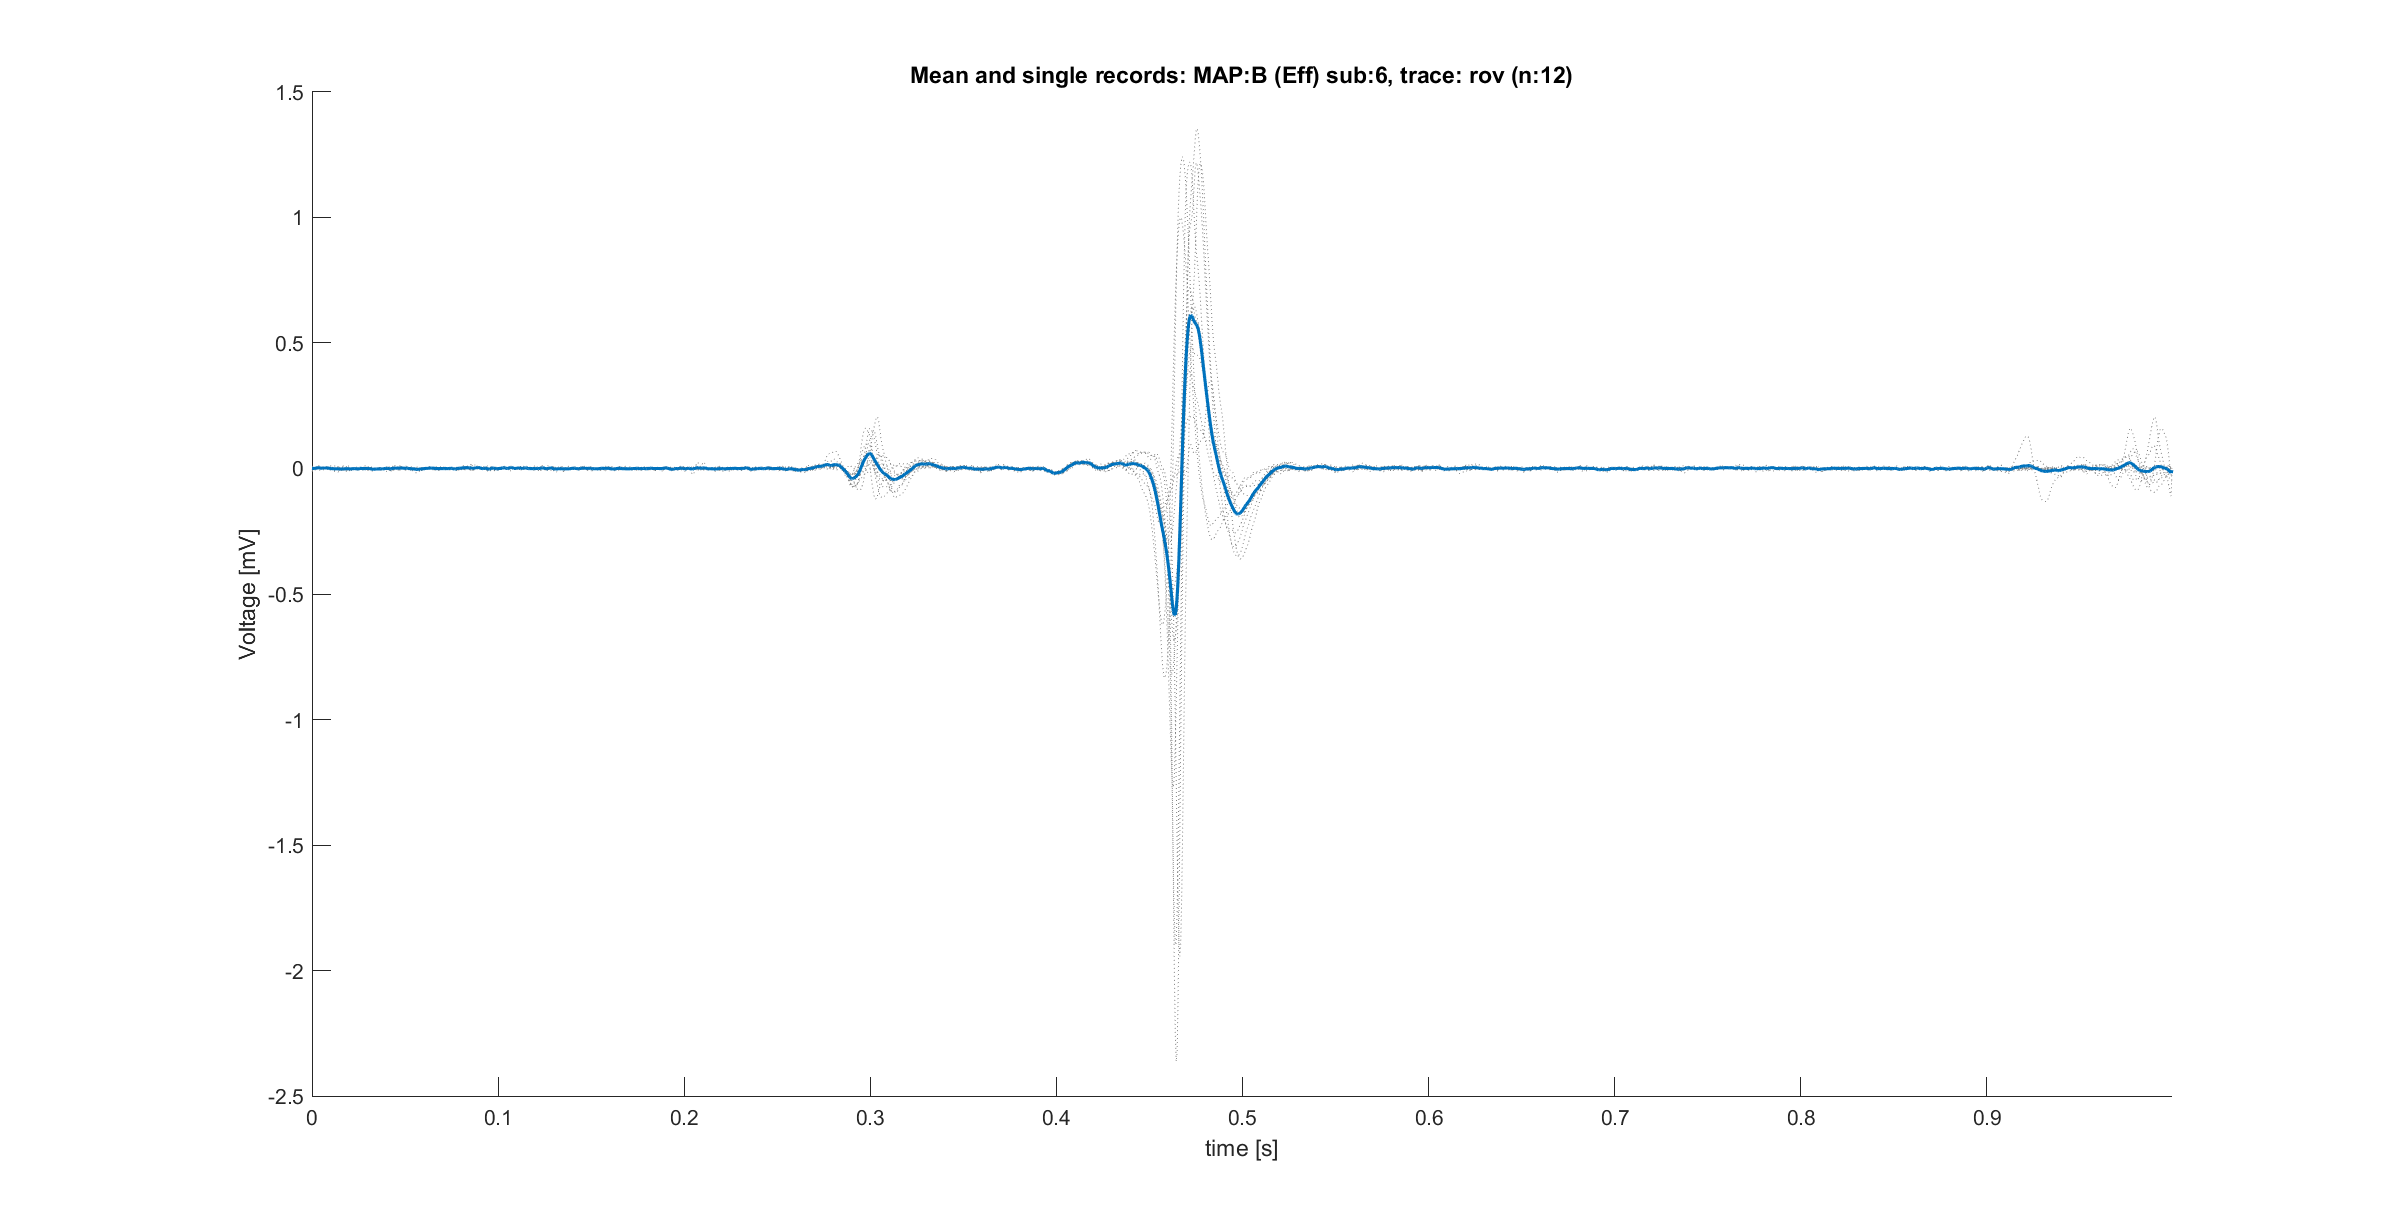 Mean and single records: MAP:B (Eff) sub:6, trace: rov (n:12)
1.5
1
0.5
0
-0.5
-1
-1.5
-2
-2.5
Voltage [mV]
0 0.1 0.2 0.3 0.4 0.5 0.6 0.7 0.8 0.9
time [s]